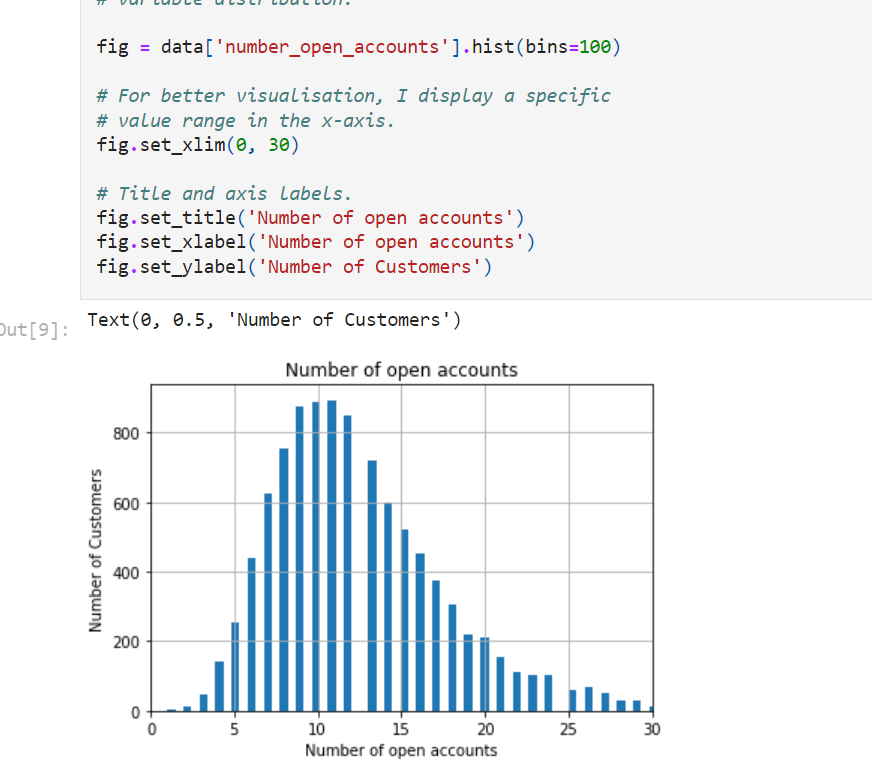 # variable distribution.
fig = data['number_open_accounts'].hist(bins=100)
# For better visualisation, I display a specific
# value range in the x-axis.
fig.set_xlim(0, 30)
# Title and axis labels.
fig.set_title('Number of open accounts')
fig.set_xlabel('Number of open accounts')
fig.set_ylabel('Number of Customers')
Out[9]: Text(0, 0.5, 'Number of Customers')
Number of open accounts
Number of Customers
800
600
400
200
0
0 5 10 15 20 25 30
Number of open accounts